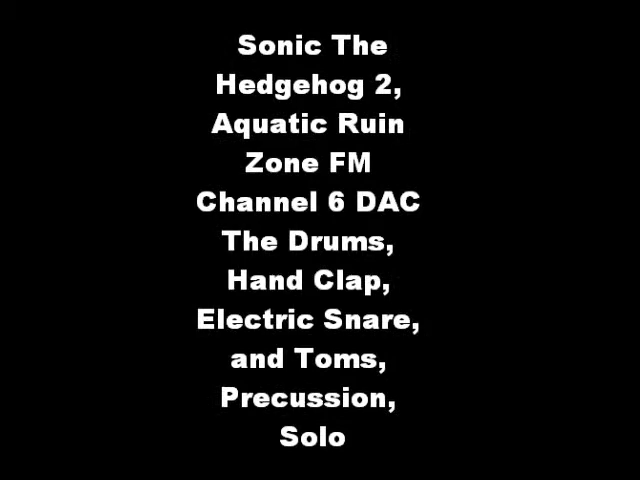 Sonic The
Hedgehog 2,
Aquatic Ruin
Zone FM
Channel 6 DAC
The Drums,
Hand Clap,
Electric Snare,
and Toms,
Precussion,
Solo